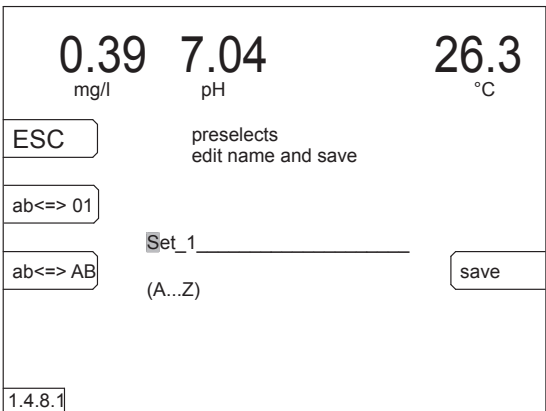 0.39 7.04 26.3
mg/l pH °C
ESC
preselects
edit name and save
ab<=> 01
Set_1______________________
ab<=> AB
save
(A...Z)
1.4.8.1